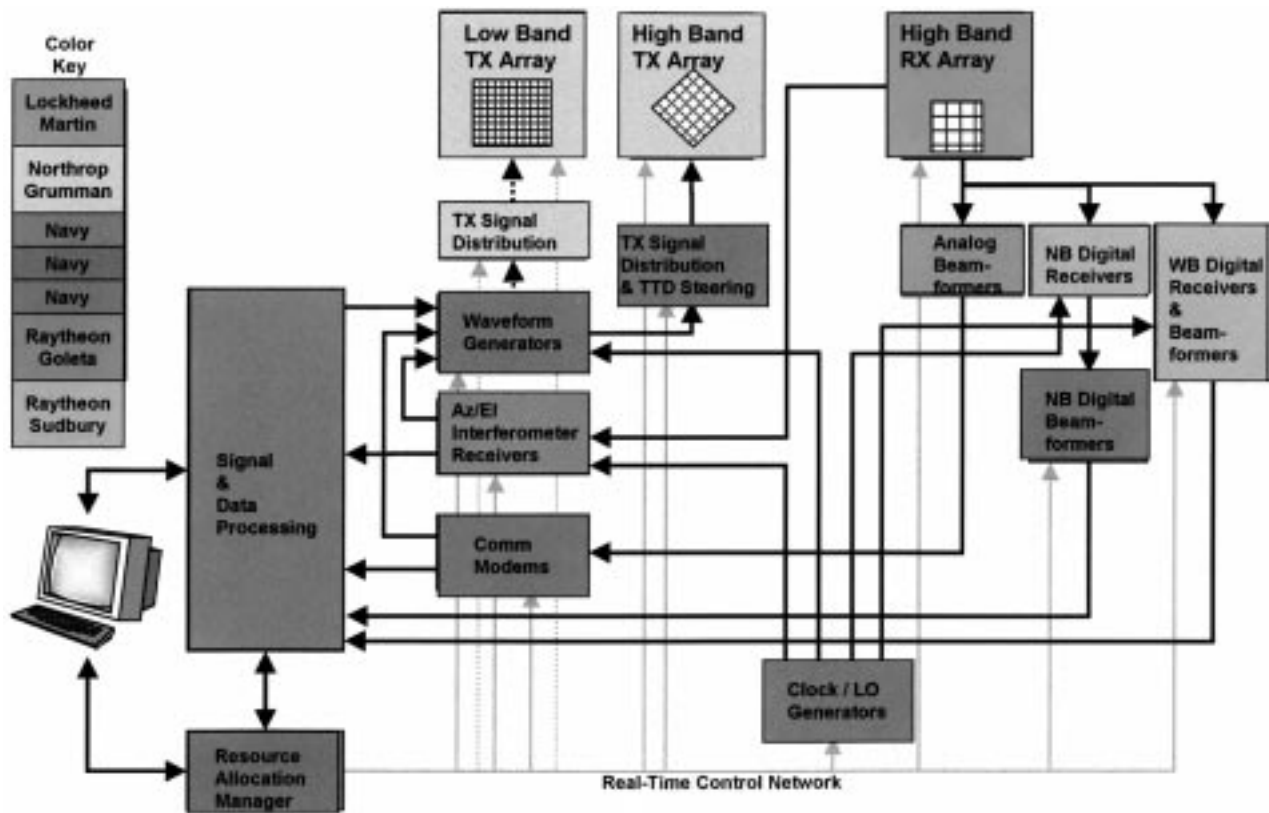 Color
Key
Lockheed
Martin
Northrop
Grumman
Navy
Navy
Navy
Raytheon
Goleta
Raytheon
Sudbury
Low Band
TX Array
High Band
TX Array
High Band
RX Array
TX Signal
Distribution
TX Signal
Distribution
& TTD Steering
Analog
Beam-
formers
NB Digital
Receivers
WB Digital
Receivers
&
Beam-
formers
Waveform
Generators
NB Digital
Beam-
formers
Az/El
Interferometer
Receivers
Signal
&
Data
Processing
Comm
Modems
Clock / LO
Generators
Resource
Allocation
Manager
Real-Time Control Network